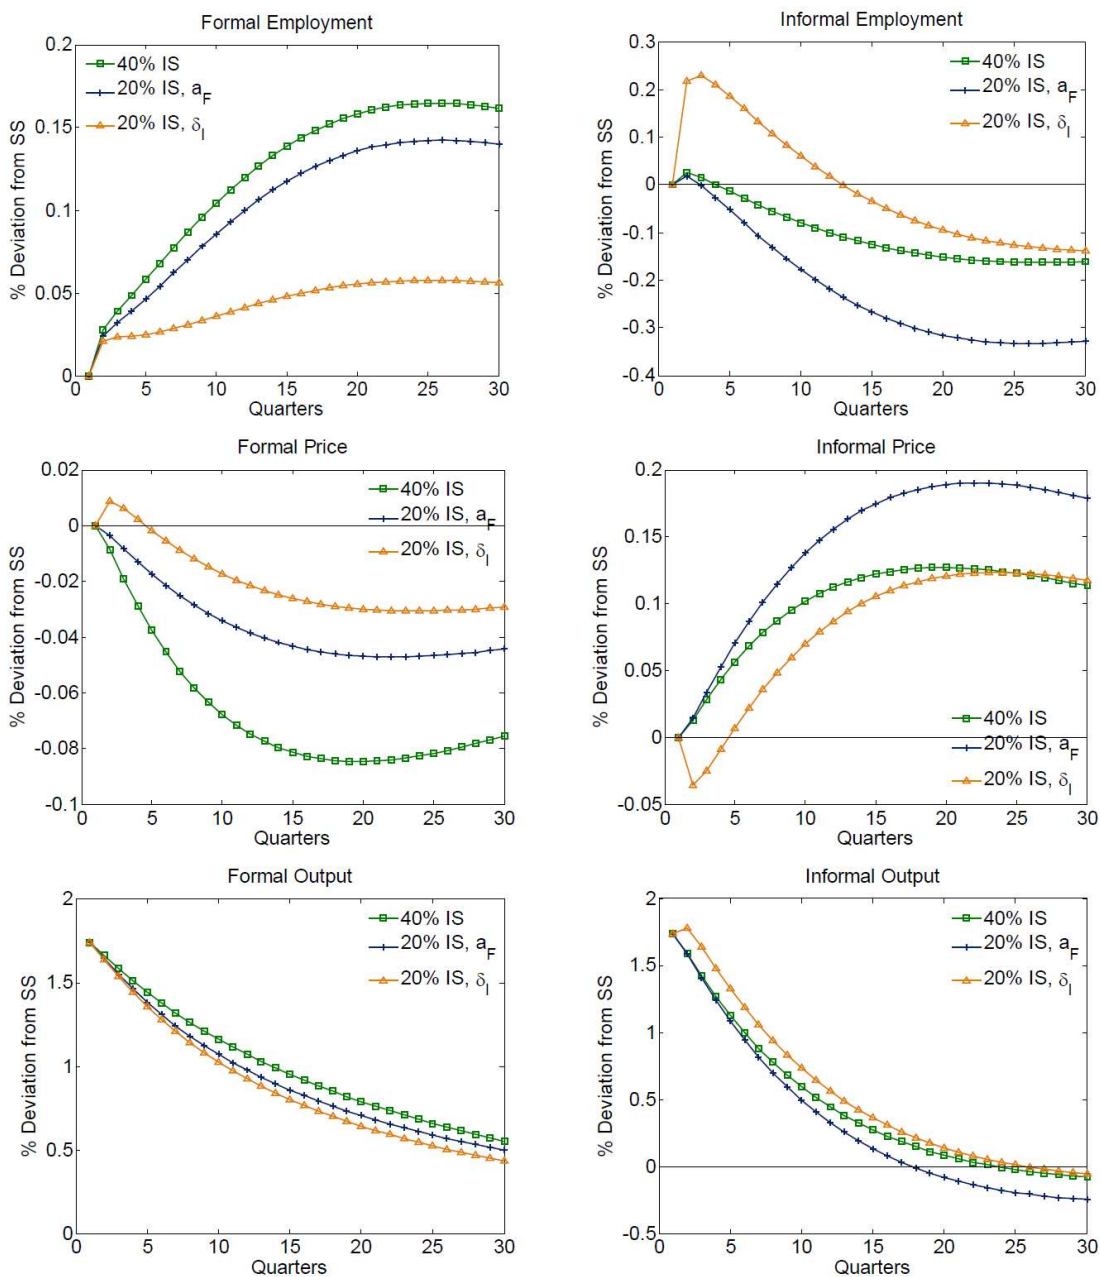 Formal Employment
0.2
0.15
0.1
0.05
0
% Deviation from SS
40% IS
20% IS, a_F
20% IS, δ_I
5 10 15 20 25 30
Quarters
Informal Employment
0.3
0.2
0.1
0
-0.1
-0.2
-0.3
-0.4
% Deviation from SS
40% IS
20% IS, a_F
20% IS, δ_I
5 10 15 20 25 30
Quarters
Formal Price
0.02
0
-0.02
-0.04
-0.06
-0.08
-0.1
% Deviation from SS
40% IS
20% IS, a_F
20% IS, δ_I
5 10 15 20 25 30
Quarters
Informal Price
0.2
0.15
0.1
0.05
0
-0.05
% Deviation from SS
40% IS
20% IS, a_F
20% IS, δ_I
5 10 15 20 25 30
Quarters
Formal Output
2
1.5
1
0.5
0
% Deviation from SS
40% IS
20% IS, a_F
20% IS, δ_I
5 10 15 20 25 30
Quarters
Informal Output
2
1.5
1
0.5
0
-0.5
% Deviation from SS
40% IS
20% IS, a_F
20% IS, δ_I
5 10 15 20 25 30
Quarters